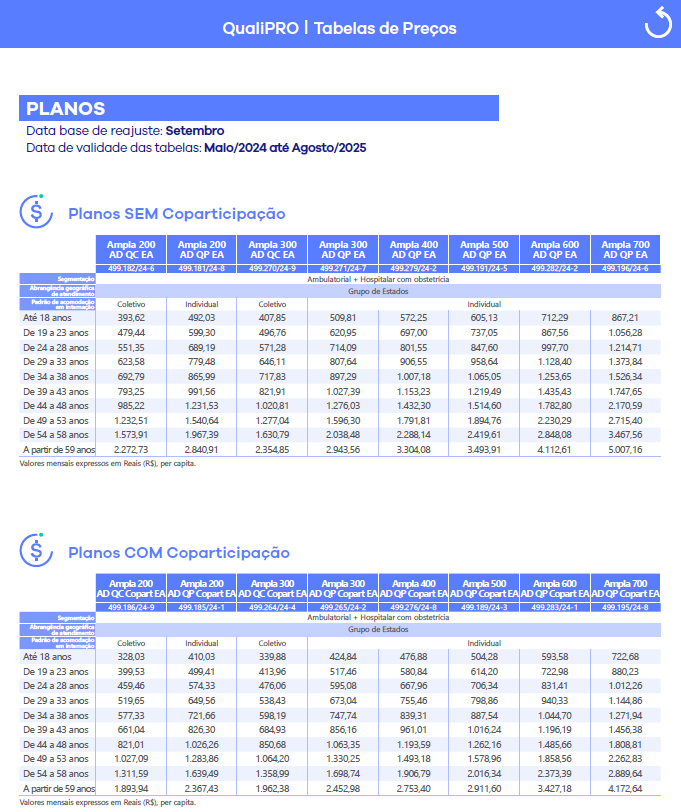 QualiPRO | Tabelas de Preços
PLANOS
Data base de reajuste: Setembro
Data de validade das tabelas: Maio/2024 até Agosto/2025
Planos SEM Coparticipação
Ampla 200 Ampla 200 Ampla 300 Ampla 300 Ampla 400 Ampla 500 Ampla 600 Ampla 700
AD QC EA AD QP EA AD QC EA AD QP EA AD QP EA AD QP EA AD QP EA AD QP EA
499.182/24-6 499.181/24-8 499.270/24-9 499.271/24-7 499.279/24-2 499.191/24-5 499.282/24-2 499.196/24-6
Segmentação Ambulatorial + Hospitalar com obstetrícia
Abrangência geográfica
de atendimento Grupo de Estados
Padrão de acomodação
em internação Coletivo Individual Coletivo Individual
Até 18 anos 393,62 492,03 407,85 509,81 572,25 605,13 712,29 867,21
De 19 a 23 anos 479,44 599,30 496,76 620,95 697,00 737,05 867,56 1.056,28
De 24 a 28 anos 551,35 689,19 571,28 714,09 801,55 847,60 997,70 1.214,71
De 29 a 33 anos 623,58 779,48 646,11 807,64 906,55 958,64 1.128,40 1.373,84
De 34 a 38 anos 692,79 865,99 717,83 897,29 1.007,18 1.065,05 1.253,65 1.526,34
De 39 a 43 anos 793,25 991,56 821,91 1.027,39 1.153,23 1.219,49 1.435,43 1.747,65
De 44 a 48 anos 985,22 1.231,53 1.020,81 1.276,03 1.432,30 1.514,60 1.782,80 2.170,59
De 49 a 53 anos 1.232,51 1.540,64 1.277,04 1.596,30 1.791,81 1.894,76 2.230,29 2.715,40
De 54 a 58 anos 1.573,91 1.967,39 1.630,79 2.038,48 2.288,14 2.419,61 2.848,08 3.467,56
A partir de 59 anos 2.272,73 2.840,91 2.354,85 2.943,56 3.304,08 3.493,91 4.112,61 5.007,16
Valores mensais expressos em Reais (R$), per capita.
Planos COM Coparticipação
Ampla 200 Ampla 200 Ampla 300 Ampla 300 Ampla 400 Ampla 500 Ampla 600 Ampla 700
AD QC Copart EA AD QP Copart EA AD QC Copart EA AD QP Copart EA AD QP Copart EA AD QP Copart EA AD QP Copart EA AD QP Copart EA
499.186/24-9 499.185/24-1 499.264/24-4 499.265/24-2 499.276/24-8 499.189/24-3 499.283/24-1 499.195/24-8
Segmentação Ambulatorial + Hospitalar com obstetrícia
Abrangência geográfica
de atendimento Grupo de Estados
Padrão de acomodação
em internação Coletivo Individual Coletivo Individual
Até 18 anos 328,03 410,03 339,88 424,84 476,88 504,28 593,58 722,68
De 19 a 23 anos 399,53 499,41 413,96 517,46 580,84 614,20 722,98 880,23
De 24 a 28 anos 459,46 574,33 476,06 595,08 667,96 706,34 831,41 1.012,26
De 29 a 33 anos 519,65 649,56 538,43 673,04 755,46 798,86 940,33 1.144,86
De 34 a 38 anos 577,33 721,66 598,19 747,74 839,31 887,54 1.044,70 1.271,94
De 39 a 43 anos 661,04 826,30 684,93 856,16 961,01 1.016,24 1.196,19 1.456,38
De 44 a 48 anos 821,01 1.026,26 850,68 1.063,35 1.193,59 1.262,16 1.485,66 1.808,81
De 49 a 53 anos 1.027,09 1.283,86 1.064,20 1.330,25 1.493,18 1.578,96 1.858,56 2.262,83
De 54 a 58 anos 1.311,59 1.639,49 1.358,99 1.698,74 1.906,79 2.016,34 2.373,39 2.889,64
A partir de 59 anos 1.893,94 2.367,43 1.962,38 2.452,98 2.753,40 2.911,60 3.427,18 4.172,64
Valores mensais expressos em Reais (R$), per capita.